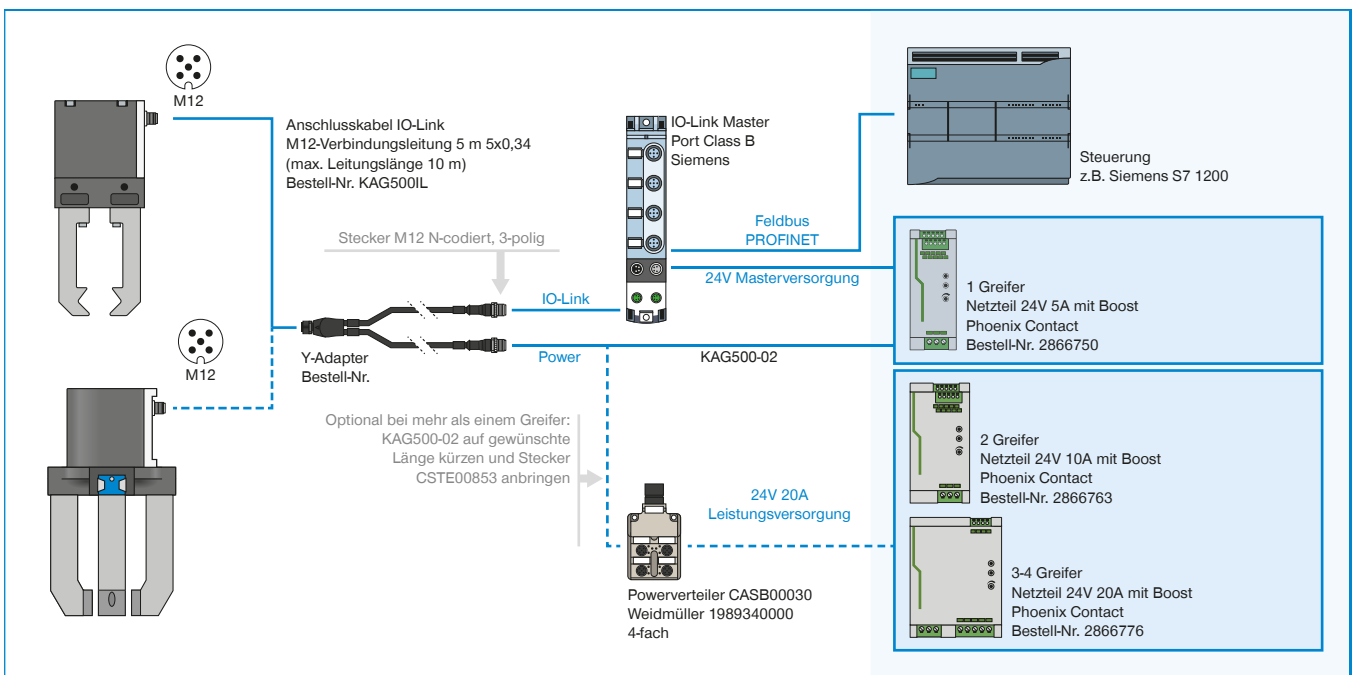 M12
Anschlusskabel IO-Link
M12-Verbindungsleitung 5 m 5x0,34
(max. Leitungslänge 10 m)
Bestell-Nr. KAG500IL
IO-Link Master
Port Class B
Siemens
Steuerung
z.B. Siemens S7 1200
Stecker M12 N-codiert, 3-polig
Feldbus
PROFINET
24V Masterversorgung
1 Greifer
Netzteil 24V 5A mit Boost
Phoenix Contact
Bestell-Nr. 2866750
M12
Y-Adapter
Bestell-Nr.
IO-Link
Power
KAG500-02
Optional bei mehr als einem Greifer:
KAG500-02 auf gewünschte
Länge kürzen und Stecker
CSTE00853 anbringen
24V 20A
Leistungsversorgung
2 Greifer
Netzteil 24V 10A mit Boost
Phoenix Contact
Bestell-Nr. 2866763
Powerverteiler CASB00030
Weidmüller 1989340000
4-fach
3-4 Greifer
Netzteil 24V 20A mit Boost
Phoenix Contact
Bestell-Nr. 2866776